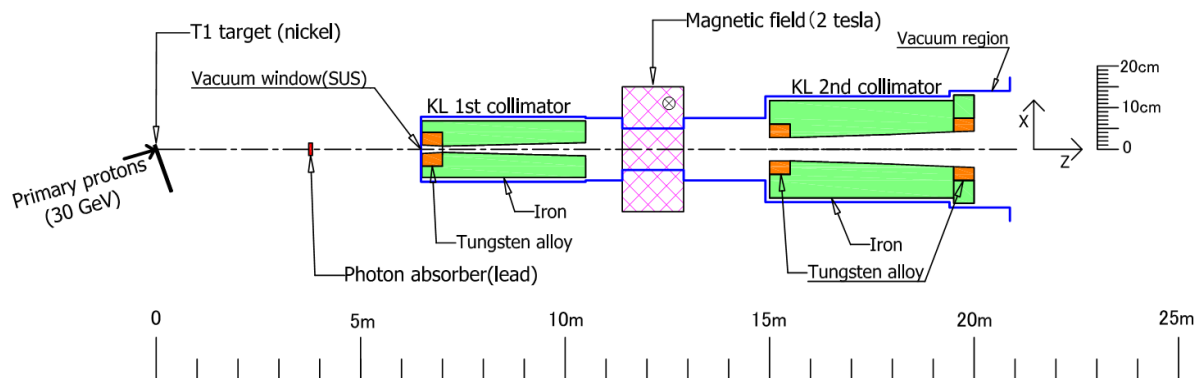 T1 target (nickel)
Magnetic field(2 tesla)
Vacuum region
Vacuum window(SUS)
KL 1st collimator
KL 2nd collimator
20cm
10cm
0
X
Z
Primary protons
(30 GeV)
Iron
Tungsten alloy
Photon absorber(lead)
Iron
Tungsten alloy
0
5m
10m
15m
20m
25m